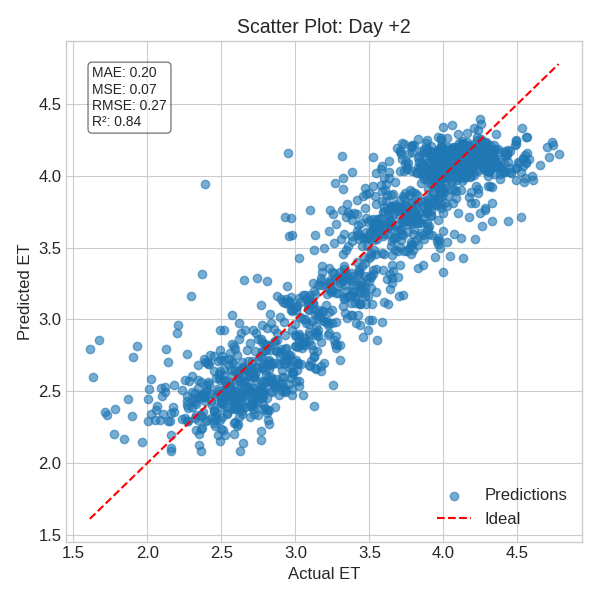 Scatter Plot: Day +2
MAE: 0.20
MSE: 0.07
RMSE: 0.27
R²: 0.84
4.5
4.0
3.5
3.0
2.5
2.0
1.5
Predicted ET
Predictions
Ideal
1.5 2.0 2.5 3.0 3.5 4.0 4.5
Actual ET